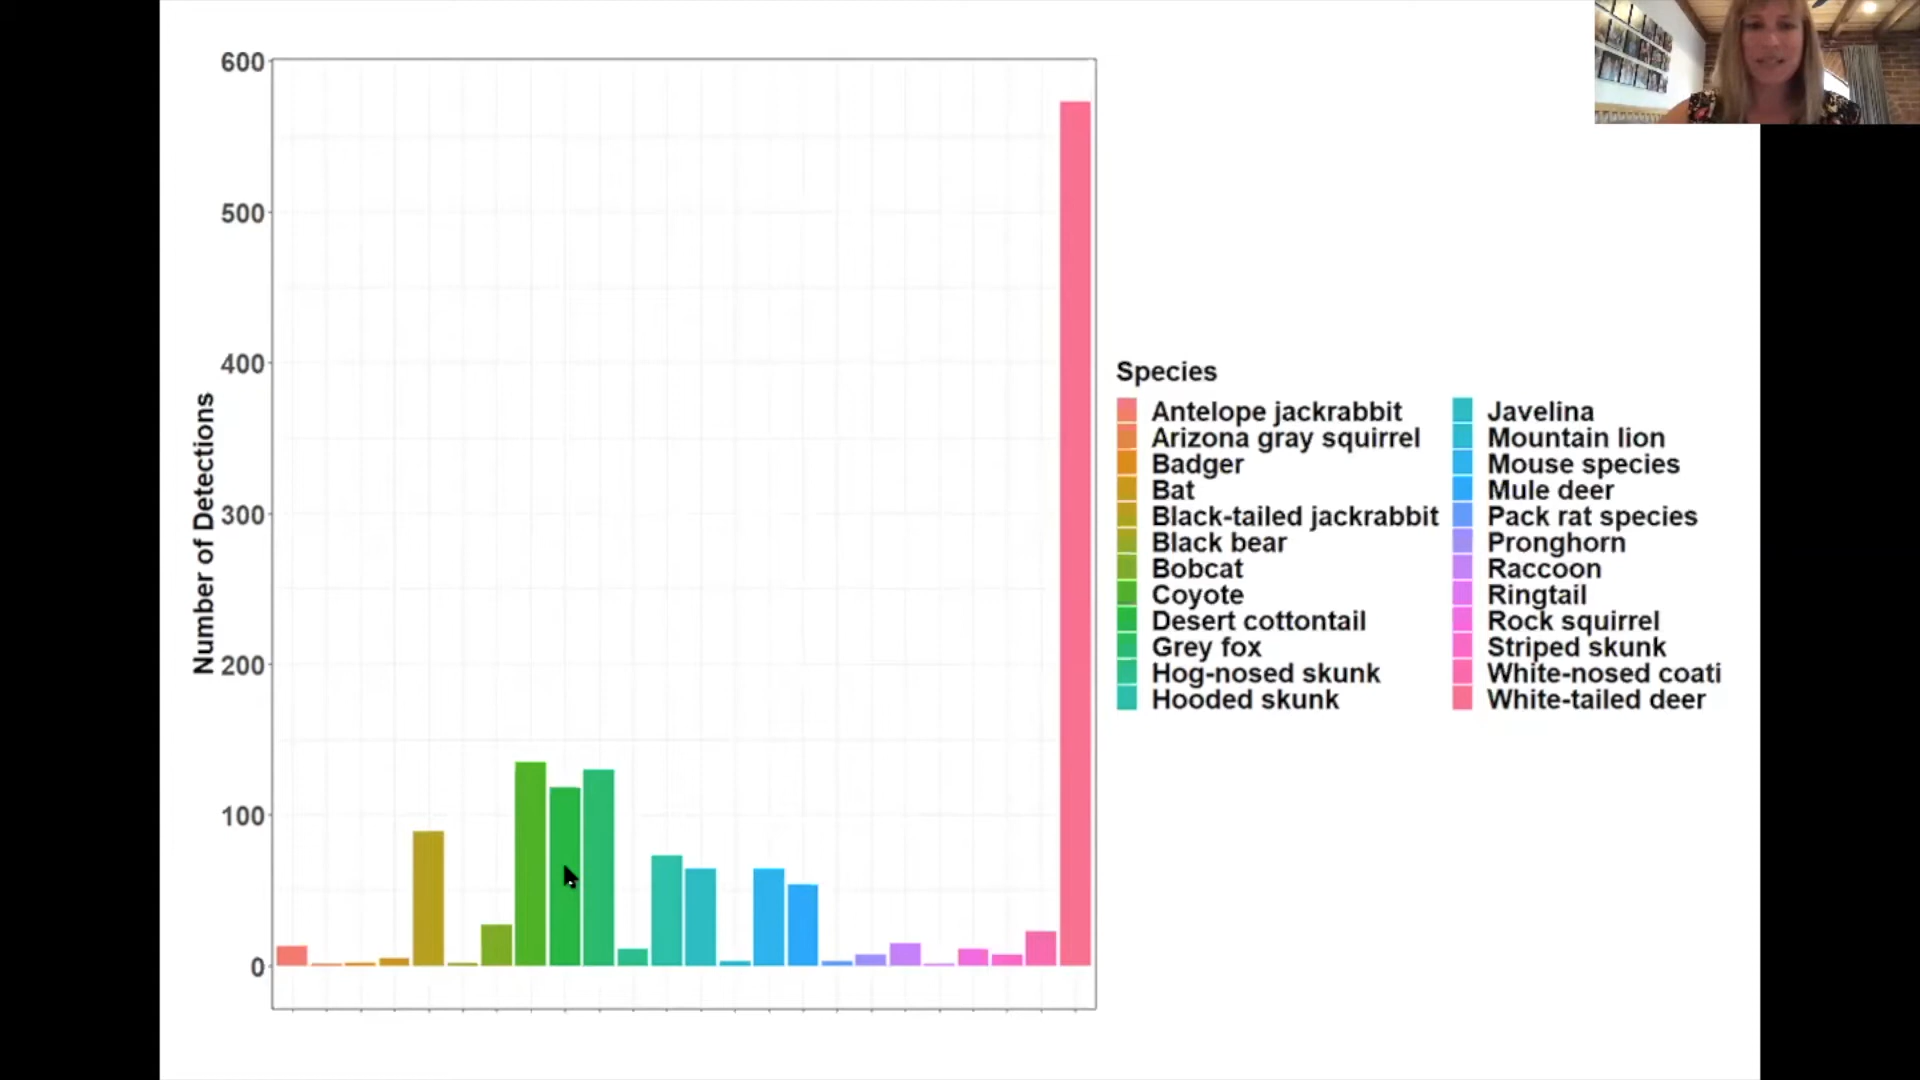 600
500
400
300
200
100
0
Number of Detections
Species
Antelope jackrabbit
Arizona gray squirrel
Badger
Bat
Black-tailed jackrabbit
Black bear
Bobcat
Coyote
Desert cottontail
Grey fox
Hog-nosed skunk
Hooded skunk
Javelina
Mountain lion
Mouse species
Mule deer
Pack rat species
Pronghorn
Raccoon
Ringtail
Rock squirrel
Striped skunk
White-nosed coati
White-tailed deer